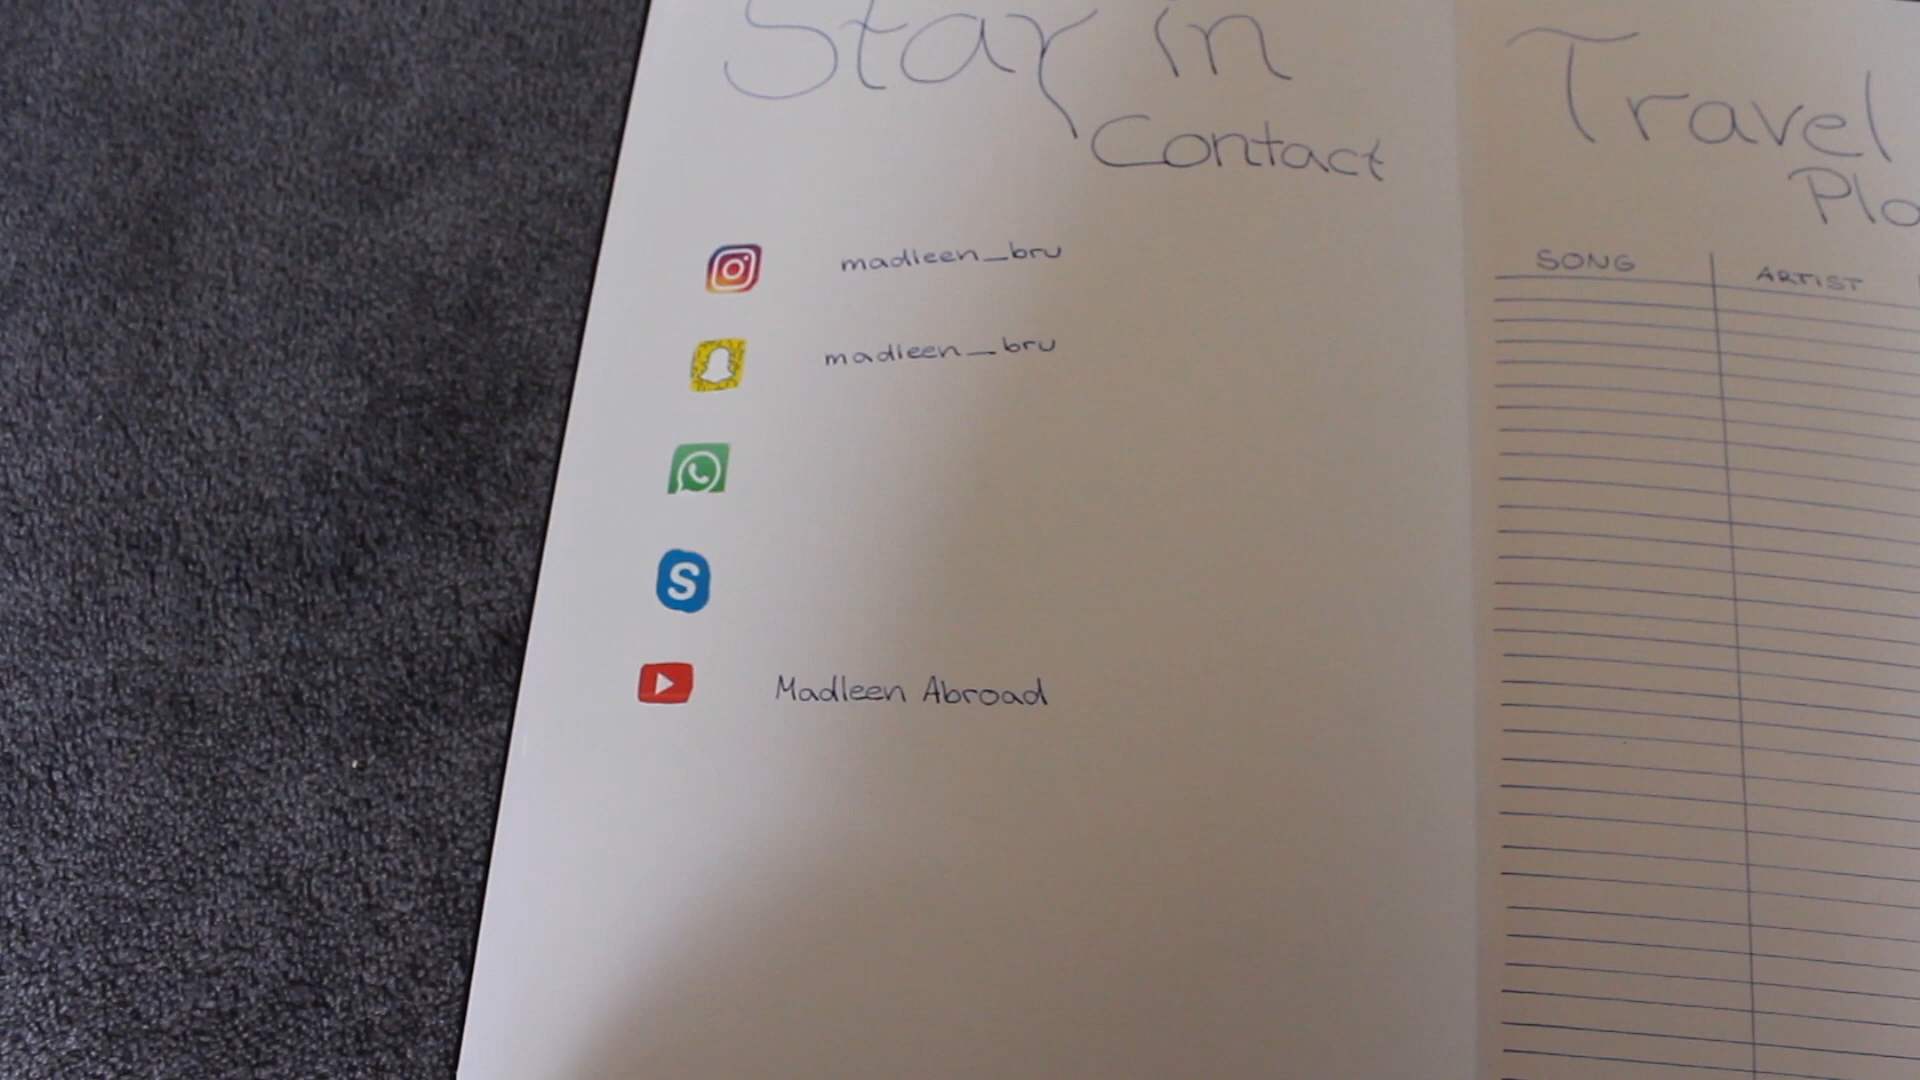 Stay in
Contact
madleen_bru
madleen_bru
S
Madleen Abroad
Travel
SONG
ARTIST